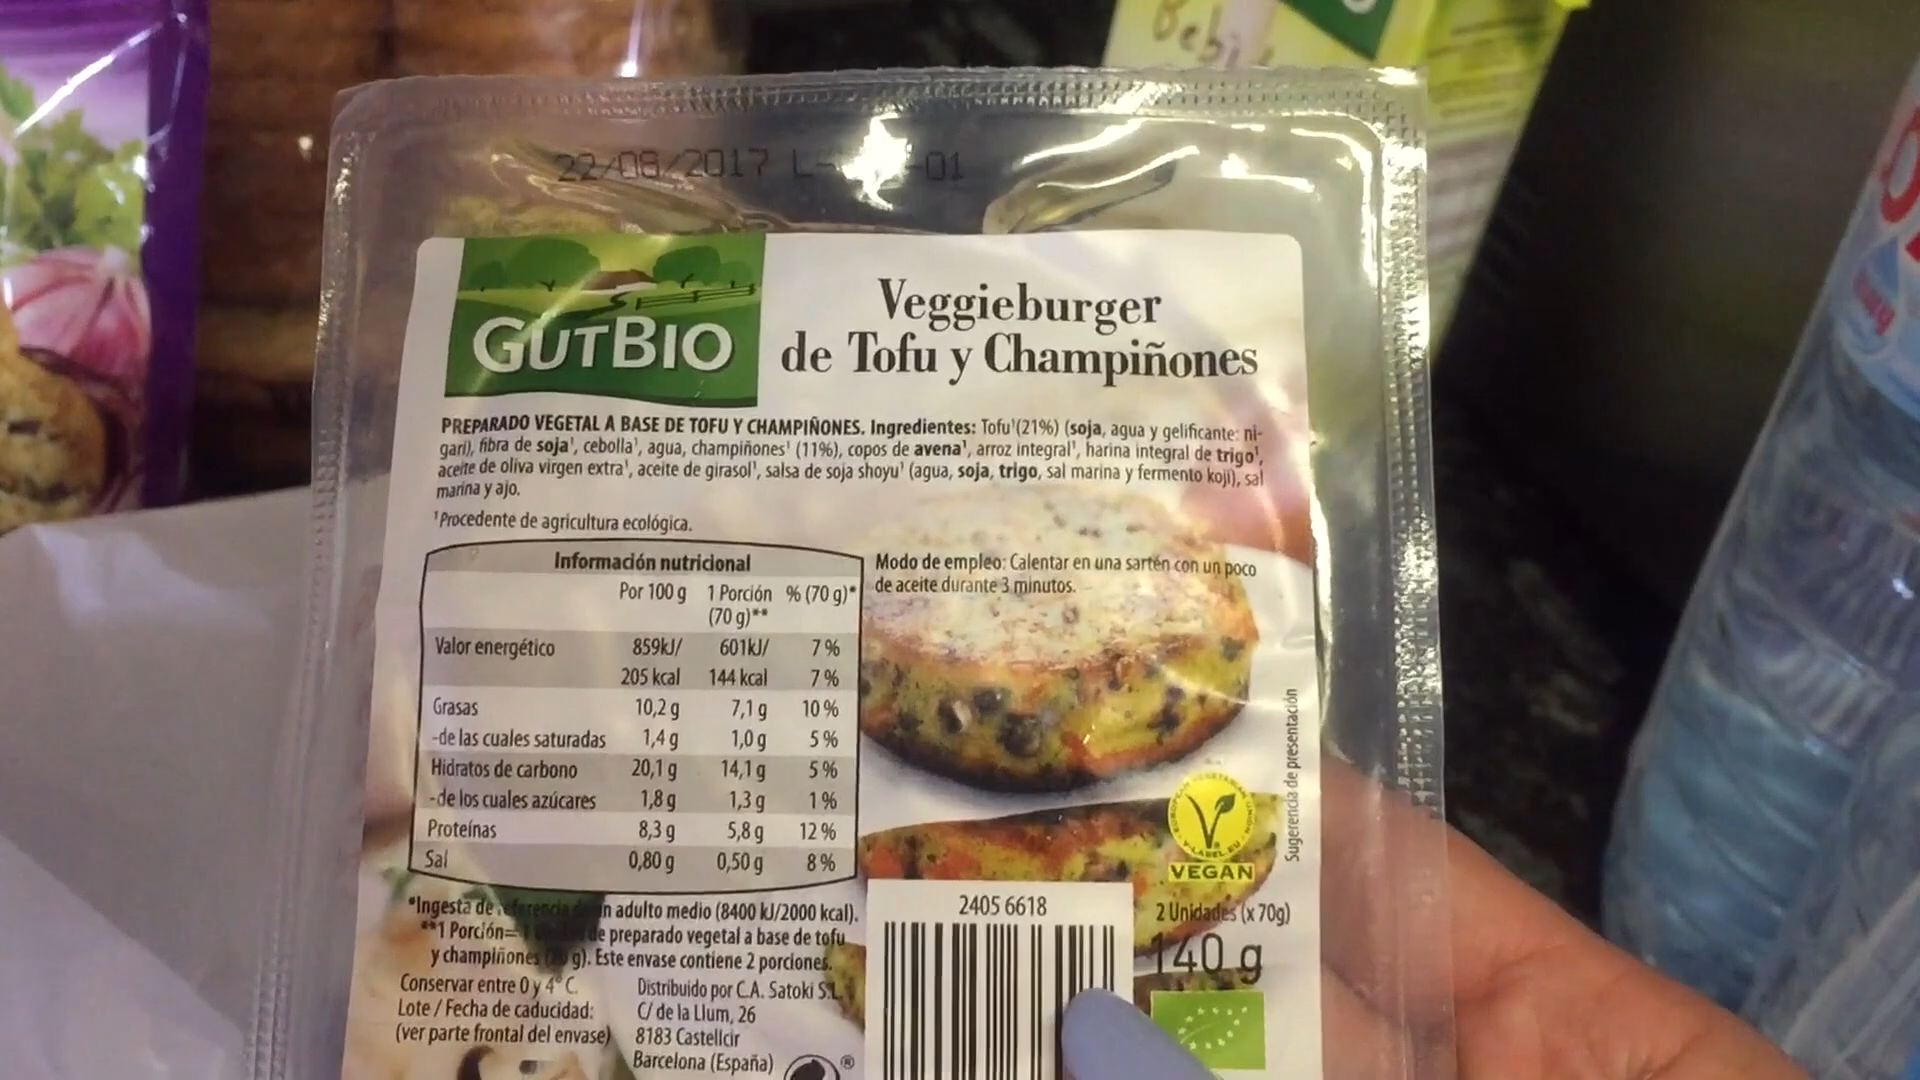 Bebi
22/08/2017 L- -01
GUTBIO
Veggieburger
de Tofu y Champiñones
PREPARADO VEGETAL A BASE DE TOFU Y CHAMPIÑONES. Ingredientes: Tofu¹(21%) (soja, agua y gelificante: ni-
gari), fibra de soja¹, cebolla¹, agua, champiñones¹ (11%), copos de avena¹, arroz integral¹, harina integral de trigo¹,
aceite de oliva virgen extra¹, aceite de girasol¹, salsa de soja shoyu¹ (agua, soja, trigo, sal marina y fermento koji), sal
marina y ajo.
¹Procedente de agricultura ecológica.
Información nutricional
Por 100 g 1 Porción % (70 g)*
(70 g)**
Valor energético 859kJ/ 601kJ/ 7%
205 kcal 144 kcal 7%
Grasas 10,2 g 7,1 g 10%
-de las cuales saturadas 1,4 g 1,0 g 5%
Hidratos de carbono 20,1 g 14,1 g 5%
-de los cuales azúcares 1,8 g 1,3 g 1%
Proteínas 8,3 g 5,8 g 12%
Sal 0,80 g 0,50 g 8%
Modo de empleo: Calentar en una sartén con un poco
de aceite durante 3 minutos.
Sugerencia de presentación
V-LABEL.EU
VEGAN
*Ingesta de referencia de un adulto medio (8400 kJ/2000 kcal).
**1 Porción= de preparado vegetal a base de tofu
y champiñones g). Este envase contiene 2 porciones.
Conservar entre 0 y 4° C.
Lote / Fecha de caducidad:
(ver parte frontal del envase)
Distribuido por C.A. Satoki S.L.
C/ de la Llum, 26
8183 Castellcir
Barcelona (España)
®
2405 6618
2 Unidades (x 70g)
140 g